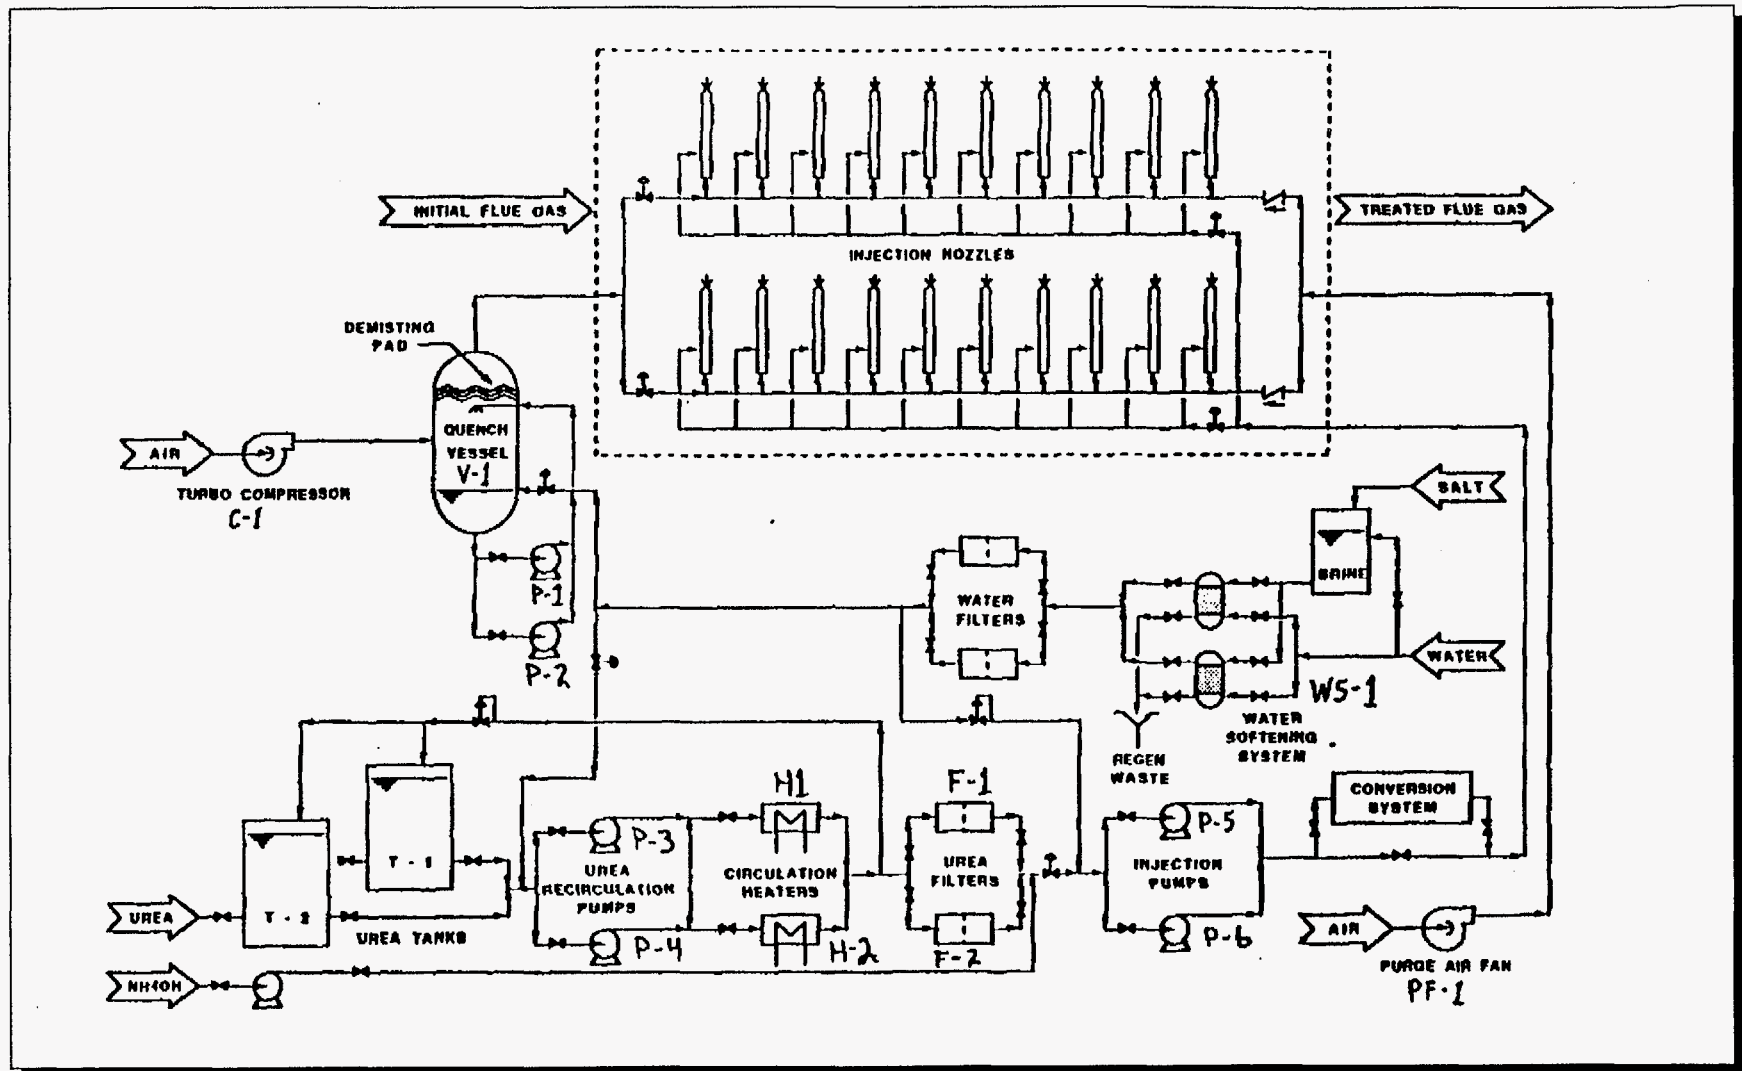 INITIAL FLUE GAS
TREATED FLUE GAS
INJECTION NOZZLES
DEMISTING
PAD
QUENCH
VESSEL
V-1
AIR
TURBO COMPRESSOR
C-1
P-1
P-2
SALT
BRINE
WATER
FILTERS
WATER
WS-1
WATER
SOFTENING
SYSTEM
REGEN
WASTE
CONVERSION
SYSTEM
H1
F-1
P-3
P-5
T-1
UREA
RECIRCULATION
PUMPS
CIRCULATION
HEATERS
UREA
FILTERS
INJECTION
PUMPS
UREA
T-2
UREA TANKS
P-4
H-2
F-2
P-6
AIR
PURGE AIR FAN
PF-1
NH4OH